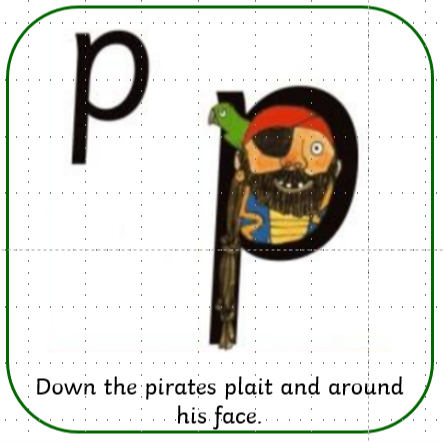 p
p
Down the pirates plait and around
his face.